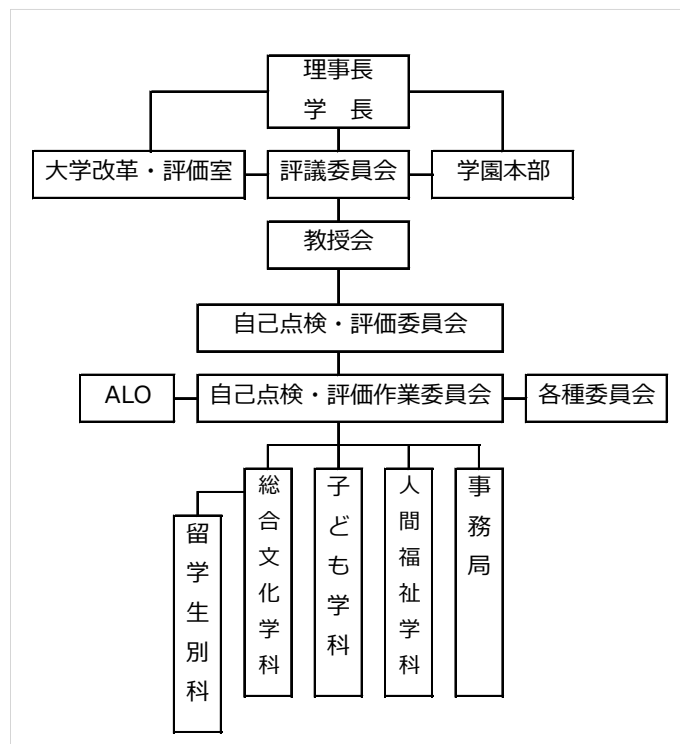 理事長
学　長
大学改革・評価室
評議委員会
学園本部
教授会
自己点検・評価委員会
ALO
自己点検・評価作業委員会
各種委員会
留学生別科
総合文化学科
子ども学科
人間福祉学科
事務局